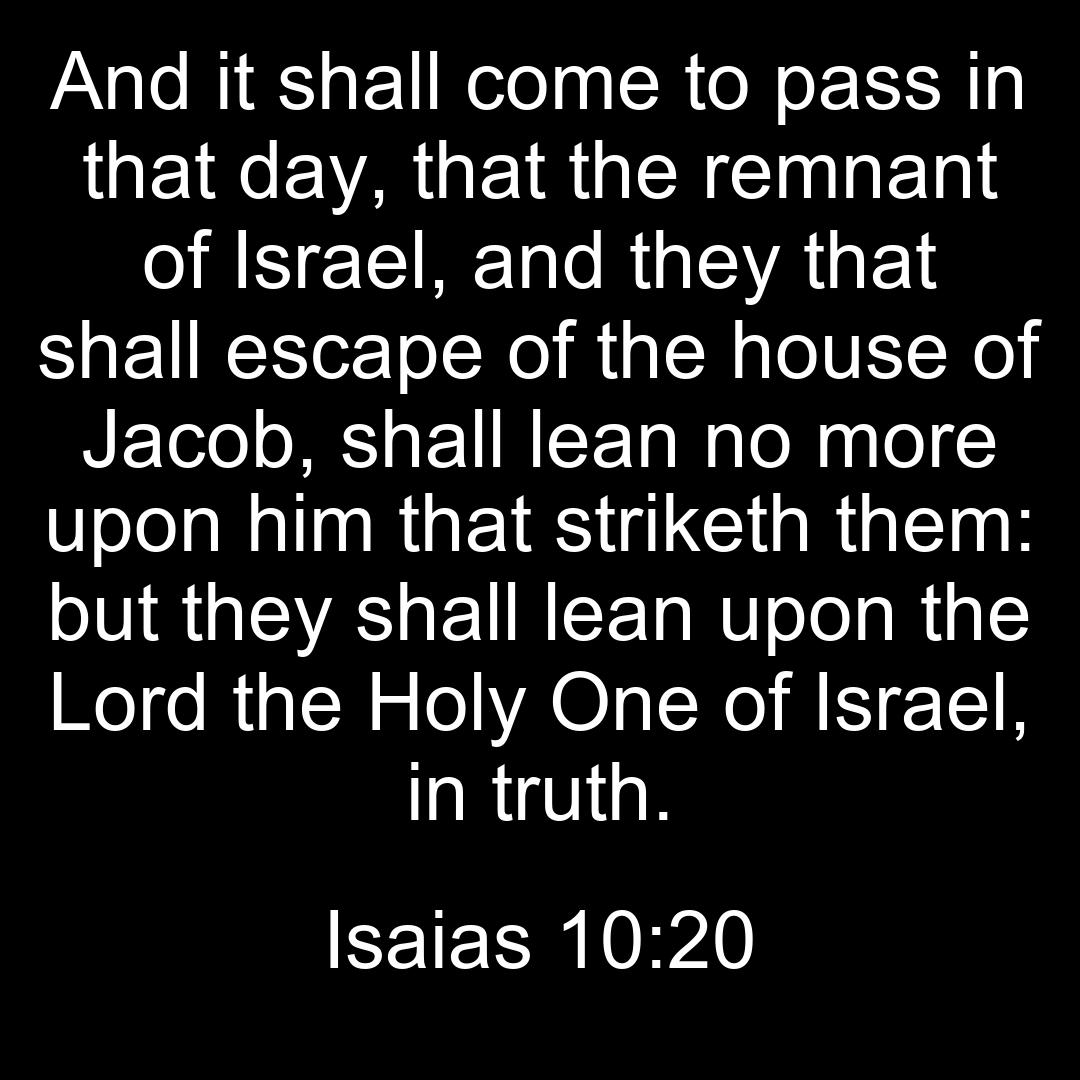 And it shall come to pass in
that day, that the remnant
of Israel, and they that
shall escape of the house of
Jacob, shall lean no more
upon him that striketh them:
but they shall lean upon the
Lord the Holy One of Israel,
in truth.
Isaias 10:20